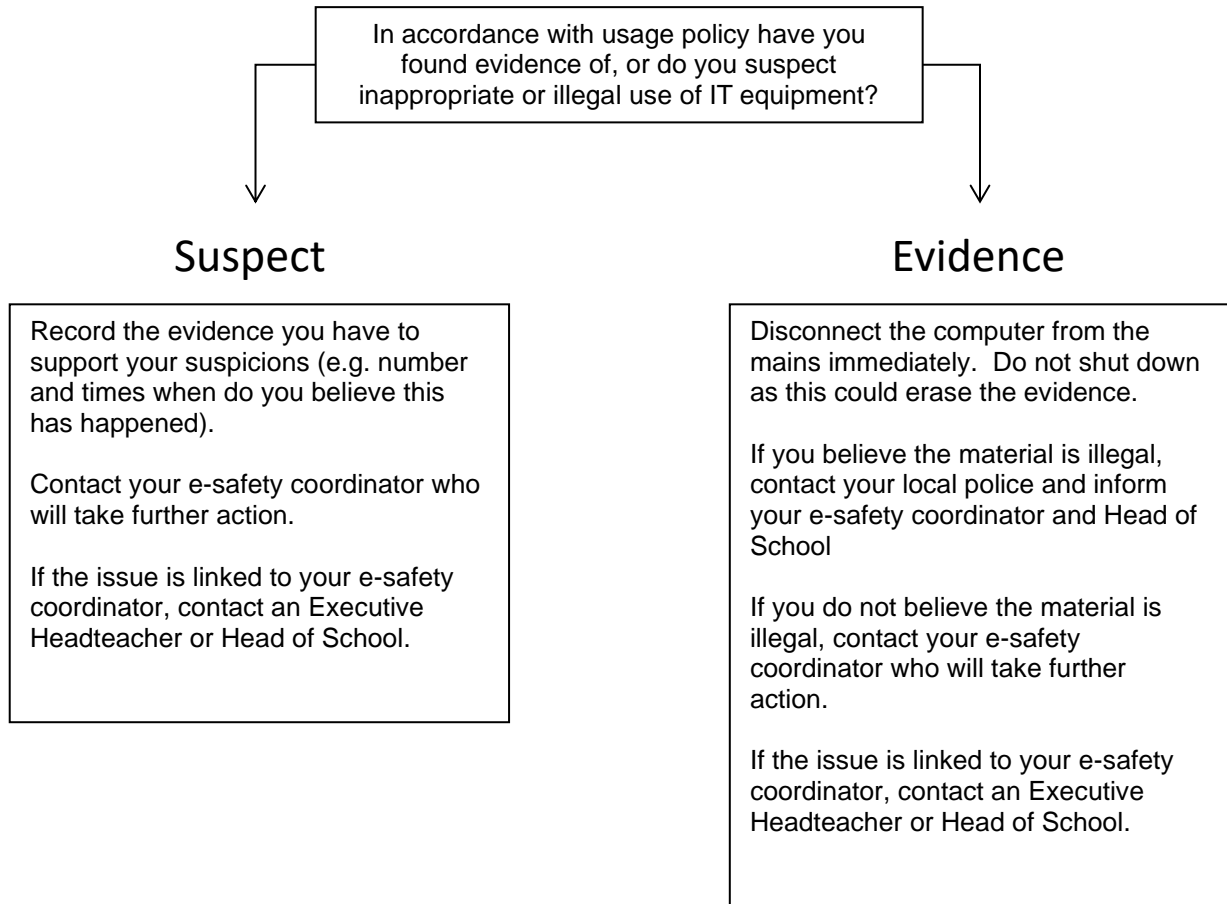 In accordance with usage policy have you
found evidence of, or do you suspect
inappropriate or illegal use of IT equipment?
Suspect
Record the evidence you have to
support your suspicions (e.g. number
and times when do you believe this
has happened).
Contact your e-safety coordinator who
will take further action.
If the issue is linked to your e-safety
coordinator, contact an Executive
Headteacher or Head of School.
Evidence
Disconnect the computer from the
mains immediately.  Do not shut down
as this could erase the evidence.
If you believe the material is illegal,
contact your local police and inform
your e-safety coordinator and Head of
School
If you do not believe the material is
illegal, contact your e-safety
coordinator who will take further
action.
If the issue is linked to your e-safety
coordinator, contact an Executive
Headteacher or Head of School.